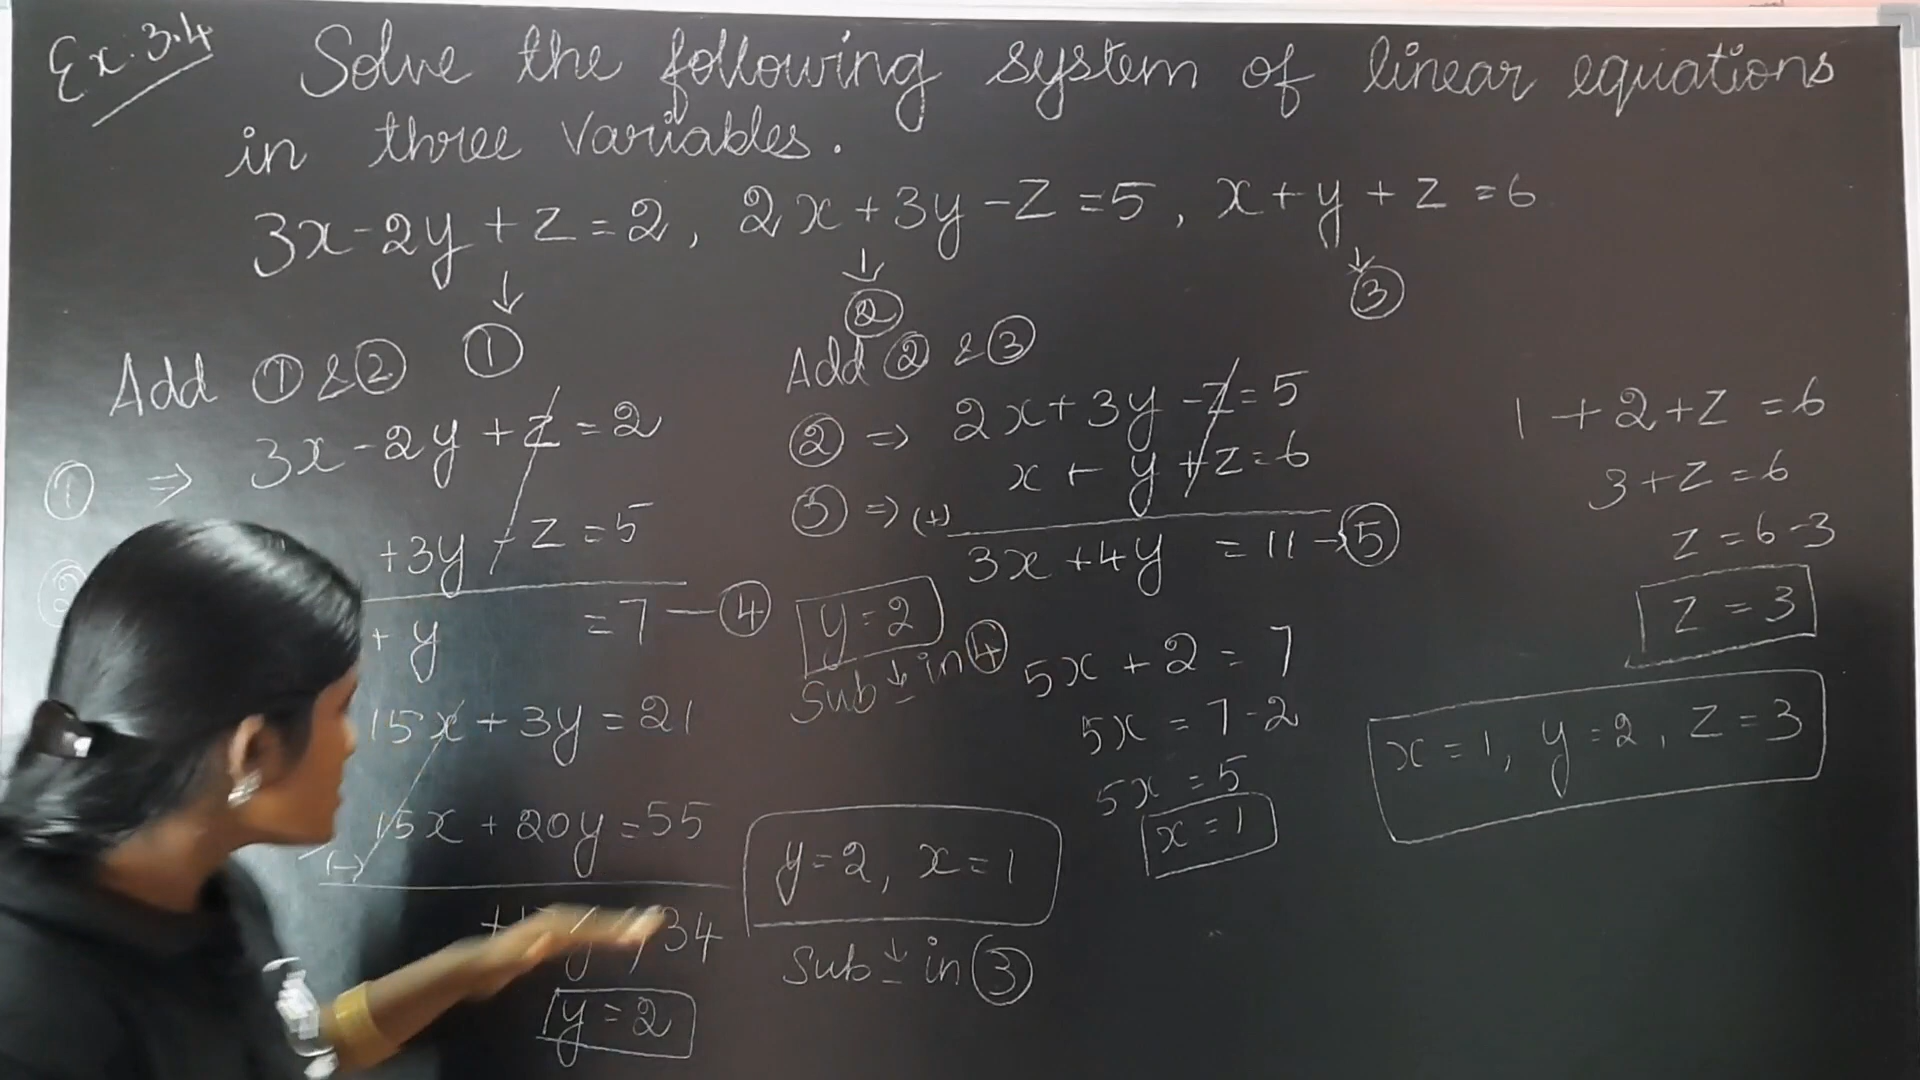 Ex. 3.4 Solve the following system of linear equations
in three variables.
3x-2y+z=2, 2x+3y-z=5, x+y+z=6
↓ ①
↓ ②
↓ ③
Add ① & ②
① ⇒ 3x-2y+z=2
② +3y-z=5
+y =7 — ④
15x+3y=21
15x+20y=55
(-)
34
y=2
Add ② & ③
② ⇒ 2x+3y-z=5
③ ⇒ (+) x+y+z=6
3x+4y =11 → ⑤
y=2
Sub ↓ in ④
5x+2=7
5x=7-2
5x=5
x=1
y=2, x=1
Sub ↓ in ③
1+2+z=6
3+z=6
z=6-3
z=3
x=1, y=2, z=3